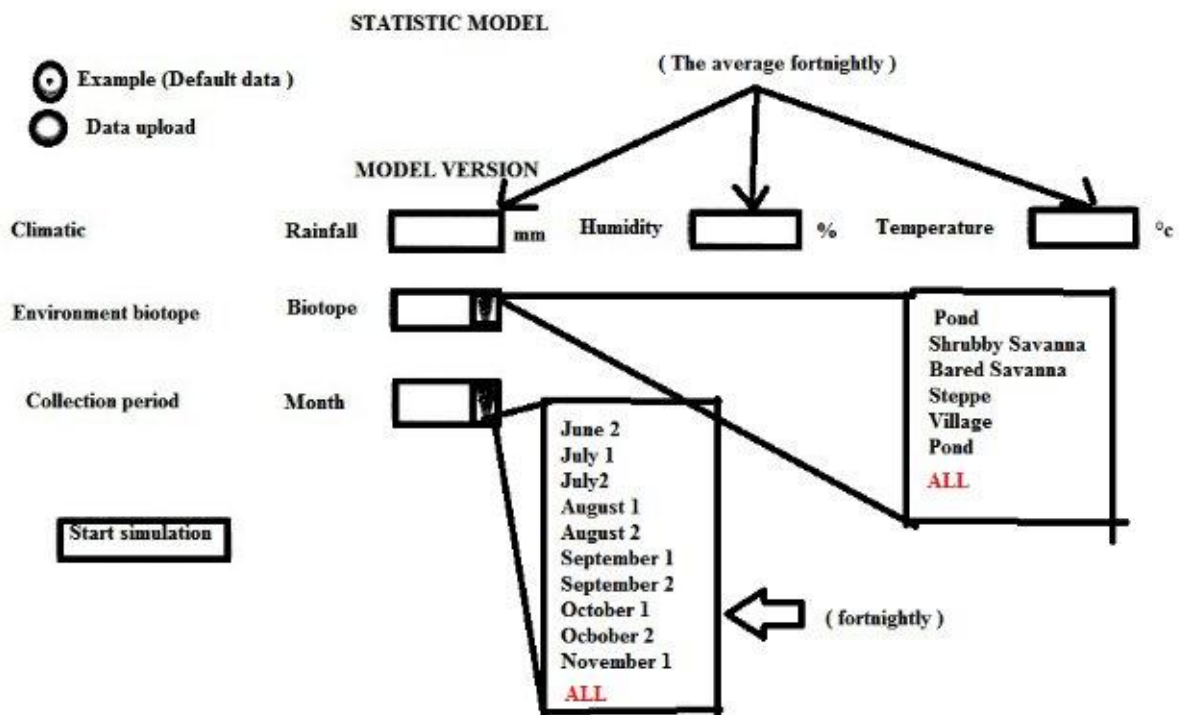 STATISTIC MODEL
Example (Default data )
( The average fortnightly )
Data upload
MODEL VERSION
Climatic
Rainfall
mm
Humidity
%
Temperature
°c
Environment biotope
Biotope
Pond
Shrubby Savanna
Bared Savanna
Steppe
Village
Pond
ALL
Collection period
Month
June 2
July 1
July2
August 1
August 2
September 1
September 2
October 1
Ocbober 2
November 1
ALL
Start simulation
( fortnightly )